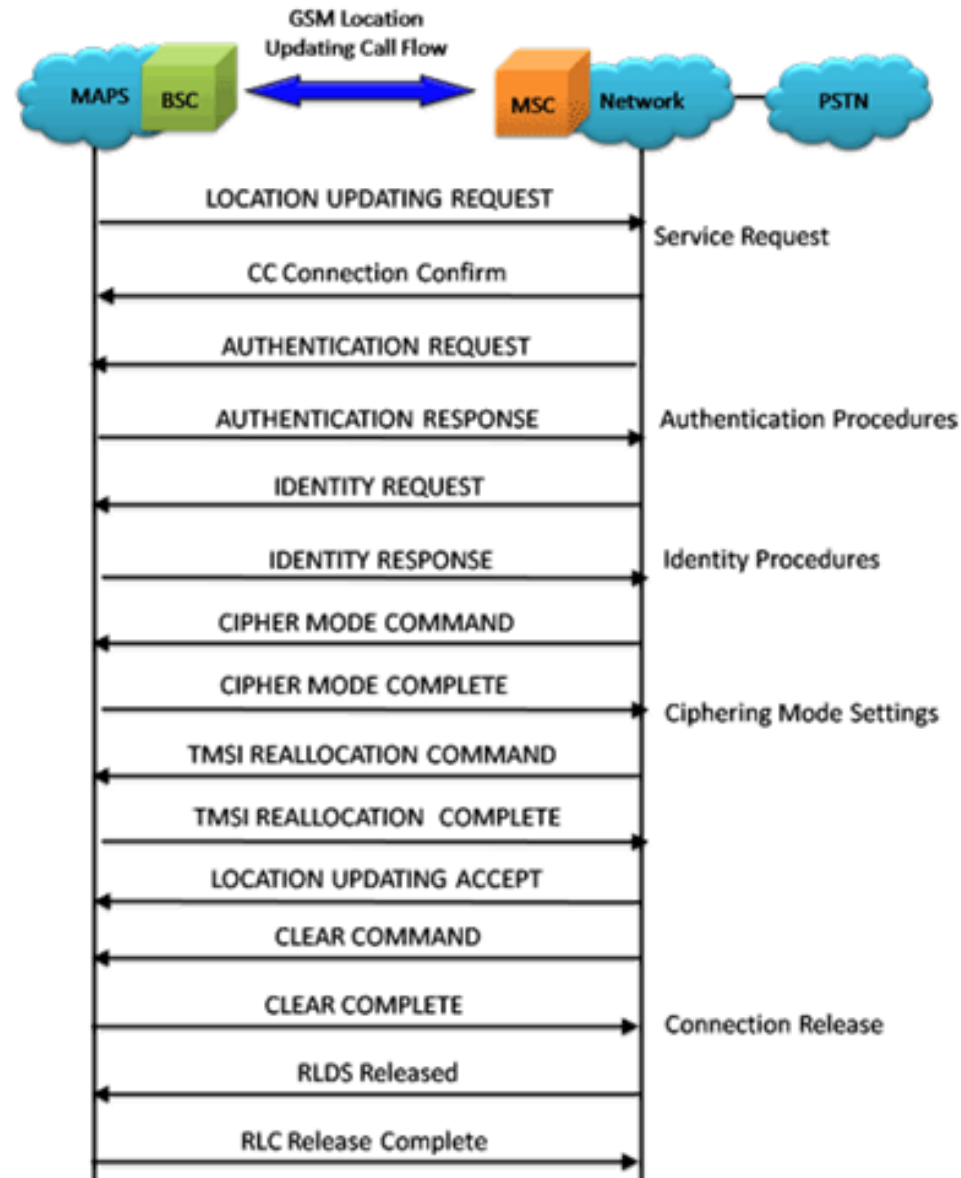 GSM Location
Updating Call Flow
MAPS
BSC
MSC
Network
PSTN
LOCATION UPDATING REQUEST
Service Request
CC Connection Confirm
AUTHENTICATION REQUEST
AUTHENTICATION RESPONSE
Authentication Procedures
IDENTITY REQUEST
IDENTITY RESPONSE
Identity Procedures
CIPHER MODE COMMAND
CIPHER MODE COMPLETE
Ciphering Mode Settings
TMSI REALLOCATION COMMAND
TMSI REALLOCATION COMPLETE
LOCATION UPDATING ACCEPT
CLEAR COMMAND
CLEAR COMPLETE
Connection Release
RLDS Released
RLC Release Complete